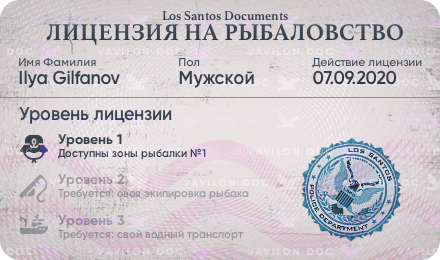 Los Santos Documents
ЛИЦЕНЗИЯ НА РЫБАЛОВСТВО
Имя Фамилия Пол Действие лицензии
Ilya Gilfanov Мужской 07.09.2020
Уровень лицензии
Уровень 1
Доступны зоны рыбалки №1
Уровень 2
Требуется: своя экипировка рыбака
Уровень 3
Требуется: свой водный транспорт
LOS SANTOS
POLICE DEPARTMENT